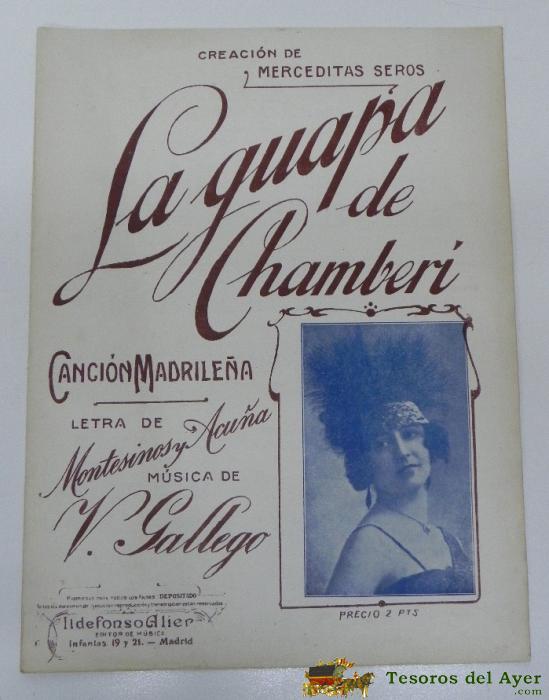 CREACIÓN DE
MERCEDITAS SEROS
La guapa
de
Chamberí
CANCIÓN MADRILEÑA
LETRA DE
Montesinos y Acuña
MÚSICA DE
V. Gallego
DEPOSITADO
Ildefonso Alier
EDITOR DE MÚSICA
Infantas, 19 y 21. — Madrid
PRECIO 2 PTS
Tesoros del Ayer
.com